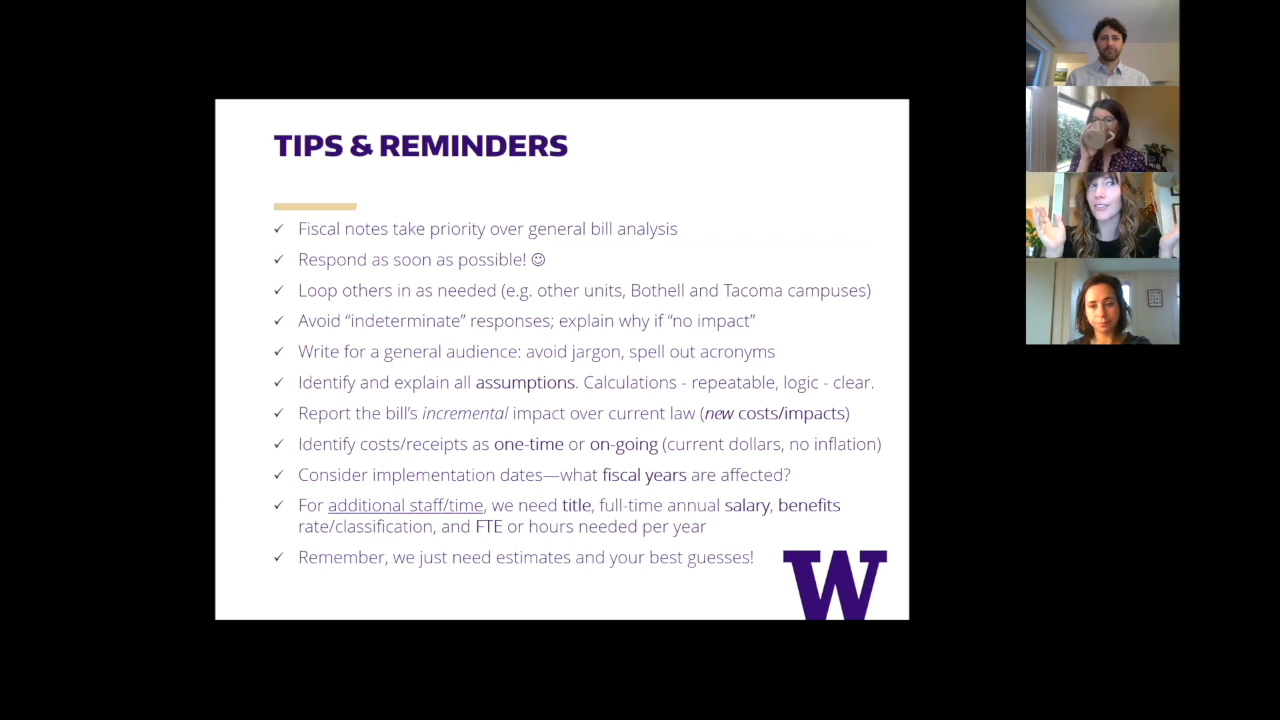 TIPS & REMINDERS
✓ Fiscal notes take priority over general bill analysis
✓ Respond as soon as possible! ☺
✓ Loop others in as needed (e.g. other units, Bothell and Tacoma campuses)
✓ Avoid “indeterminate” responses; explain why if “no impact”
✓ Write for a general audience: avoid jargon, spell out acronyms
✓ Identify and explain all assumptions. Calculations - repeatable, logic - clear.
✓ Report the bill’s incremental impact over current law (new costs/impacts)
✓ Identify costs/receipts as one-time or on-going (current dollars, no inflation)
✓ Consider implementation dates—what fiscal years are affected?
✓ For additional staff/time, we need title, full-time annual salary, benefits
rate/classification, and FTE or hours needed per year
✓ Remember, we just need estimates and your best guesses!
W